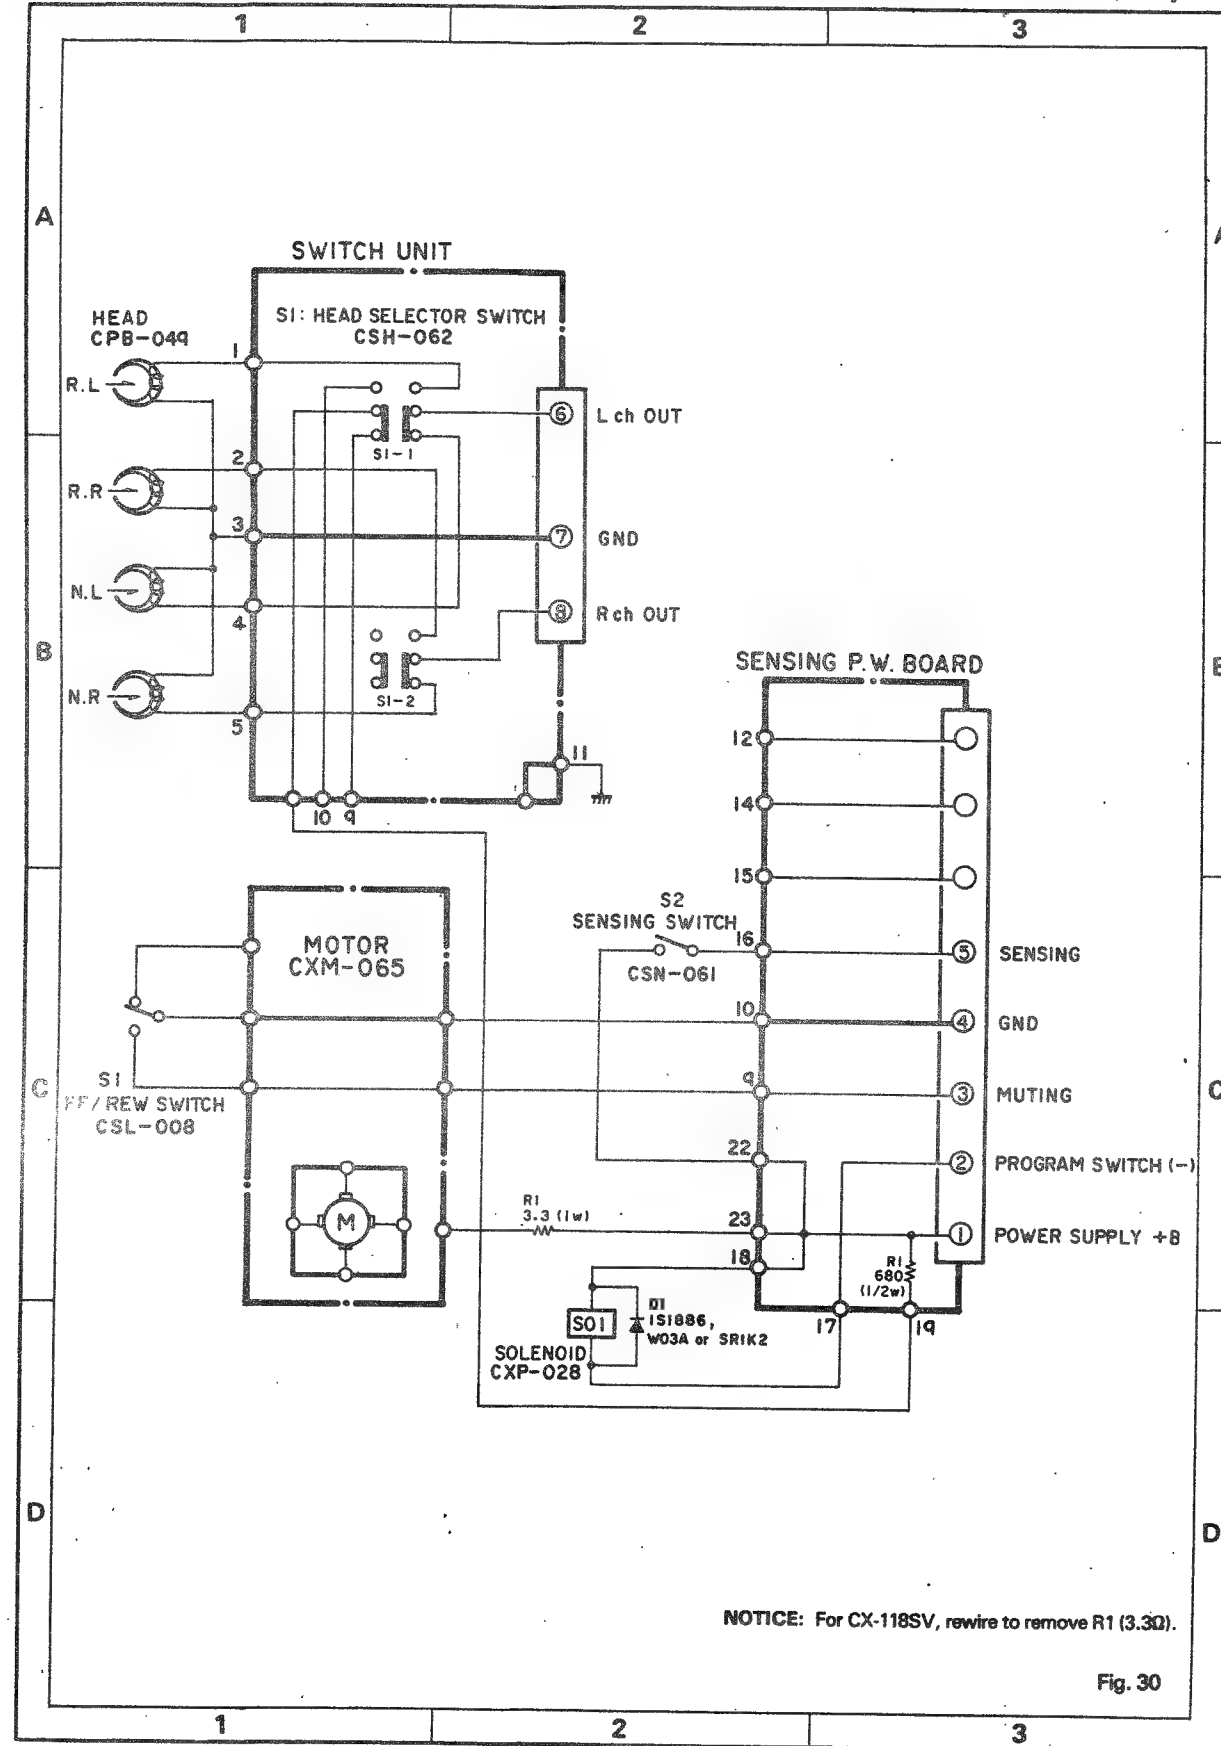 1 2 3
A
SWITCH UNIT
HEAD
CPB-049
S1: HEAD SELECTOR SWITCH
CSH-062
1
R.L
6 L ch OUT
S1-1
2
R.R
3
7 GND
N.L
4
8 R ch OUT
B
SENSING P.W. BOARD
N.R
S1-2
5
12
11
10 9
14
15
S2
SENSING SWITCH
16
CSN-061
5 SENSING
MOTOR
CXM-065
10
4 GND
C C
S1
FF/REW SWITCH
CSL-008
9
3 MUTING
22
2 PROGRAM SWITCH (-)
M
R1
3.3 (1w)
23
1 POWER SUPPLY +B
18
R1
680
(1/2w)
SO1
D1
1S1886,
W03A or SR1K2
17 19
SOLENOID
CXP-028
D D
NOTICE: For CX-118SV, rewire to remove R1 (3.3Ω).
Fig. 30
1 2 3